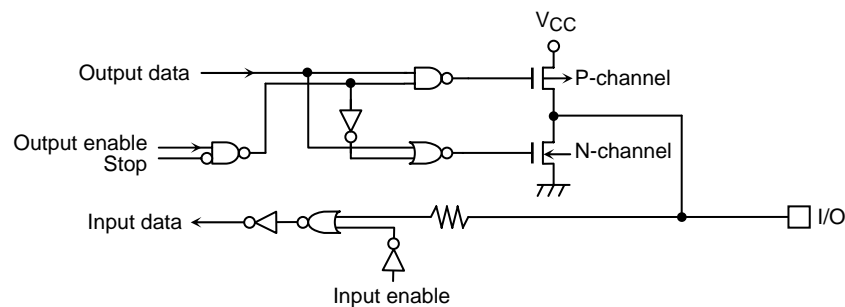 VCC
Output data
P-channel
Output enable
Stop
N-channel
Input data
I/O
Input enable